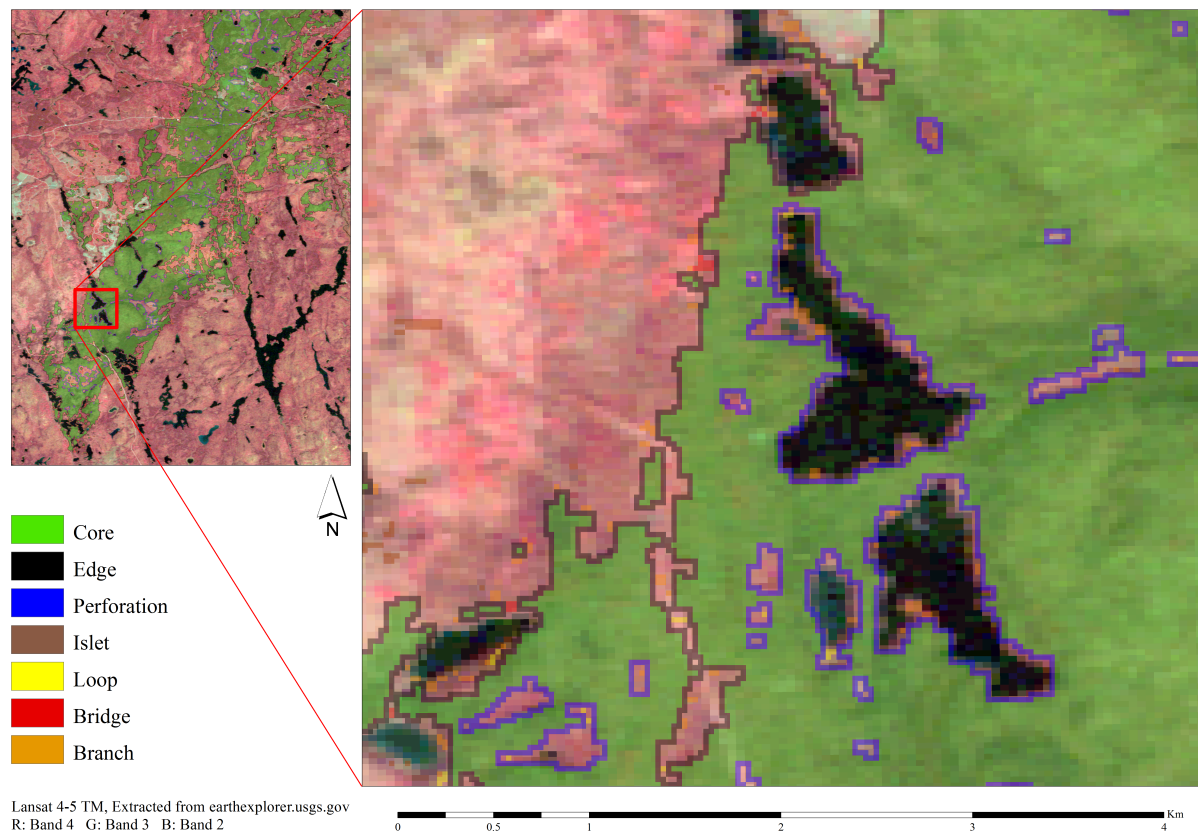 N
Core
Edge
Perforation
Islet
Loop
Bridge
Branch
Lansat 4-5 TM, Extracted from earthexplorer.usgs.gov
R: Band 4 G: Band 3 B: Band 2
Km
0 0.5 1 2 3 4